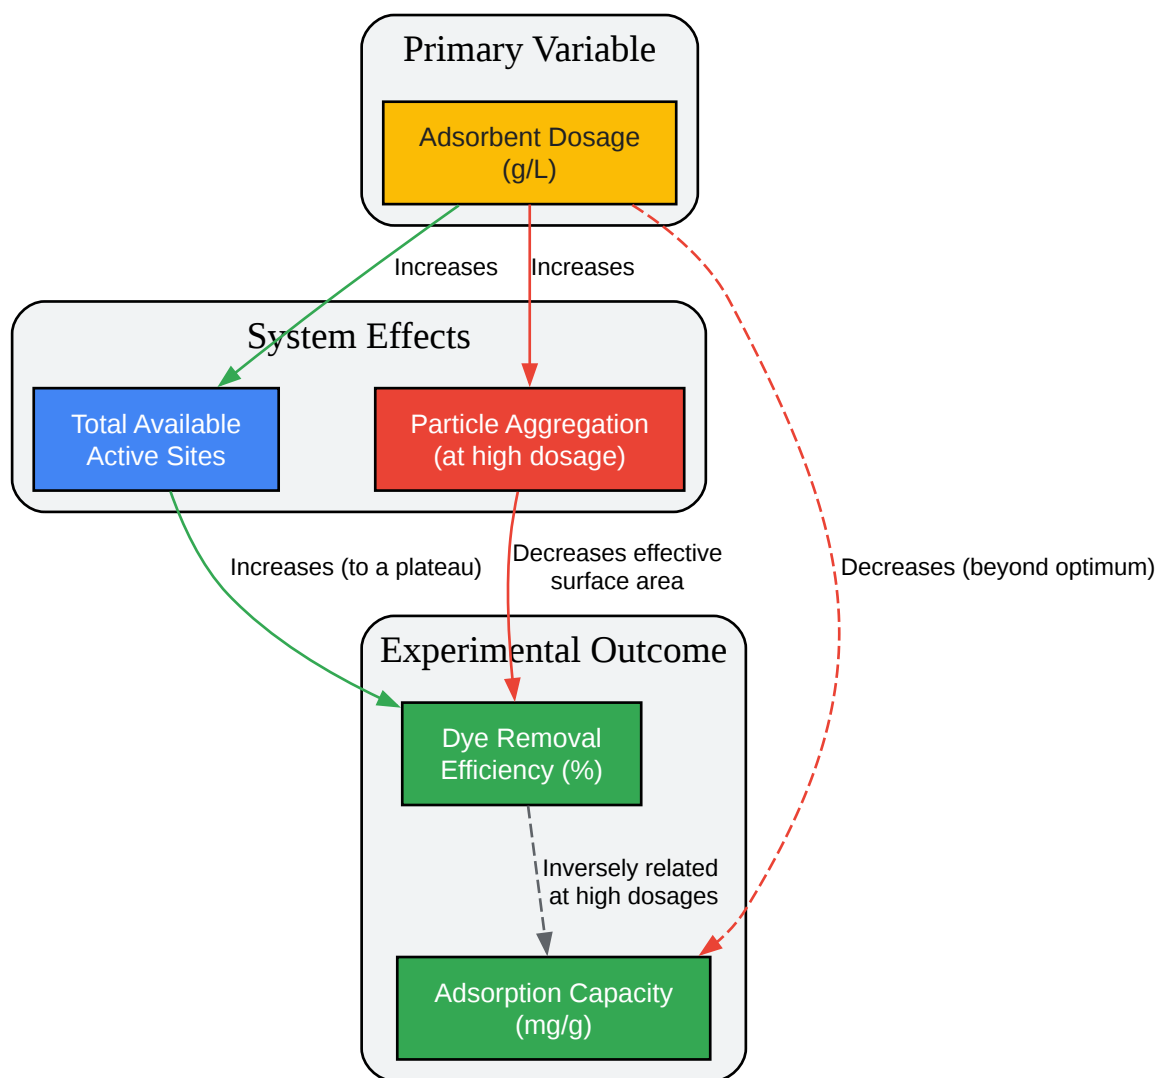 Primary Variable
Adsorbent Dosage
(g/L)
Increases
Increases
System Effects
Total Available
Active Sites
Particle Aggregation
(at high dosage)
Increases (to a plateau)
Decreases effective
surface area
Decreases (beyond optimum)
Experimental Outcome
Dye Removal
Efficiency (%)
Inversely related
at high dosages
Adsorption Capacity
(mg/g)